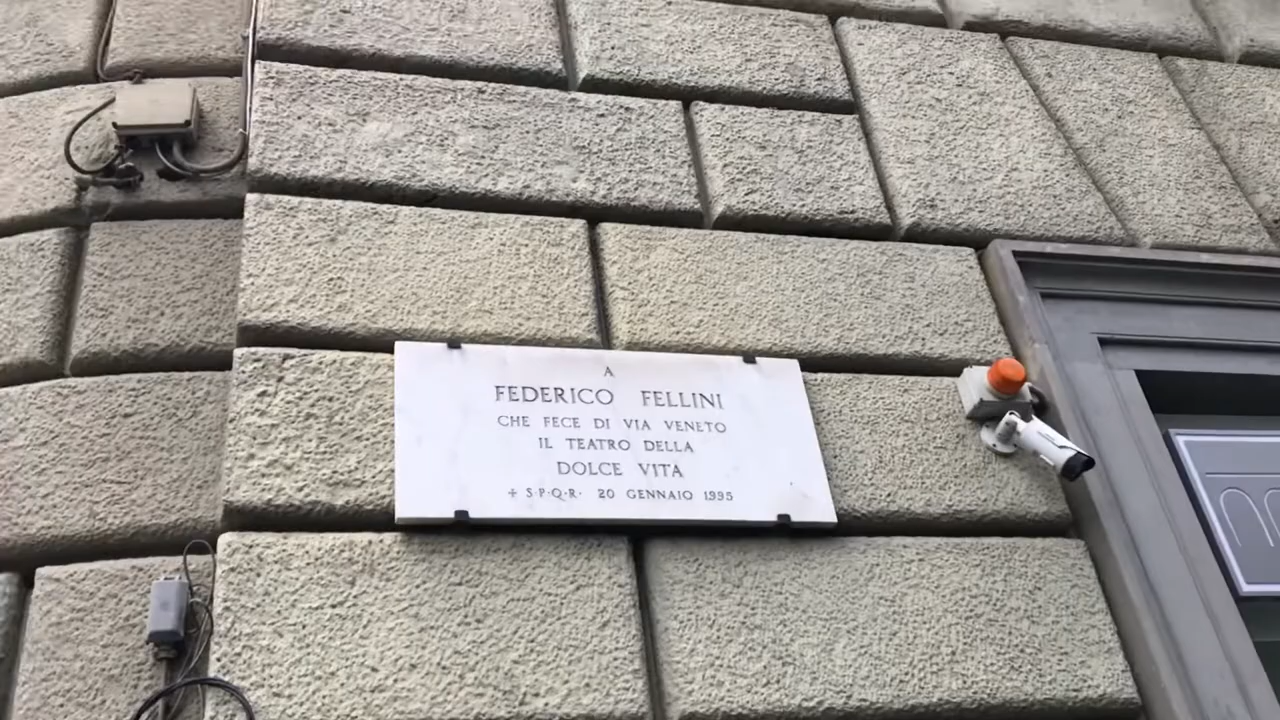 A
FEDERICO FELLINI
CHE FECE DI VIA VENETO
IL TEATRO DELLA
DOLCE VITA
+ S·P·Q·R· 20 GENNAIO 1995